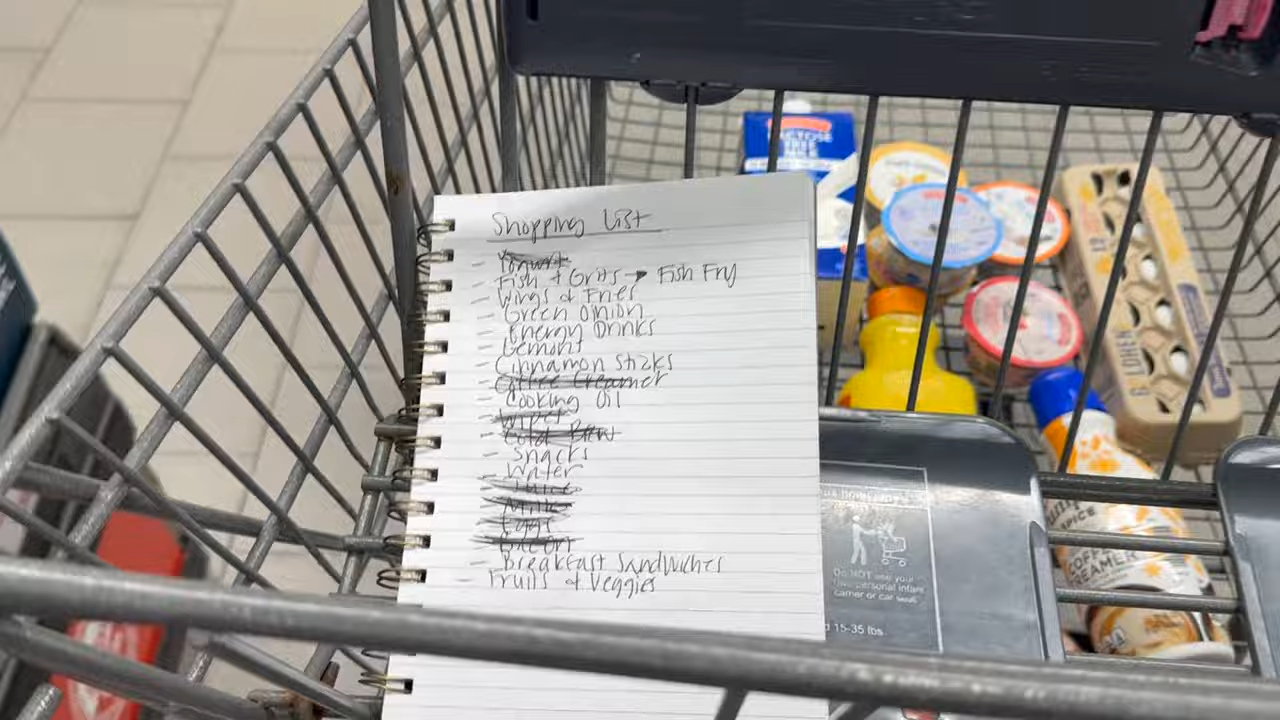 Shopping List
- Yogurt
- Fish + Grits → Fish Fry
- Wings & Fries
- Green Onion
- Energy Drinks
- Lemons
- Cinnamon Sticks
- Coffee Creamer
- Cooking Oil
- Wipes
- Cold Brew
- Snacks
- Water
- Juice
- Milk
- Eggs
- Bacon
- Breakfast Sandwiches
- Fruits & Veggies
LACTOSE
FREE
SPICE
COFFEE
CREAMER
Do NOT use your
personal infant
carrier or car seat
15-35 lbs